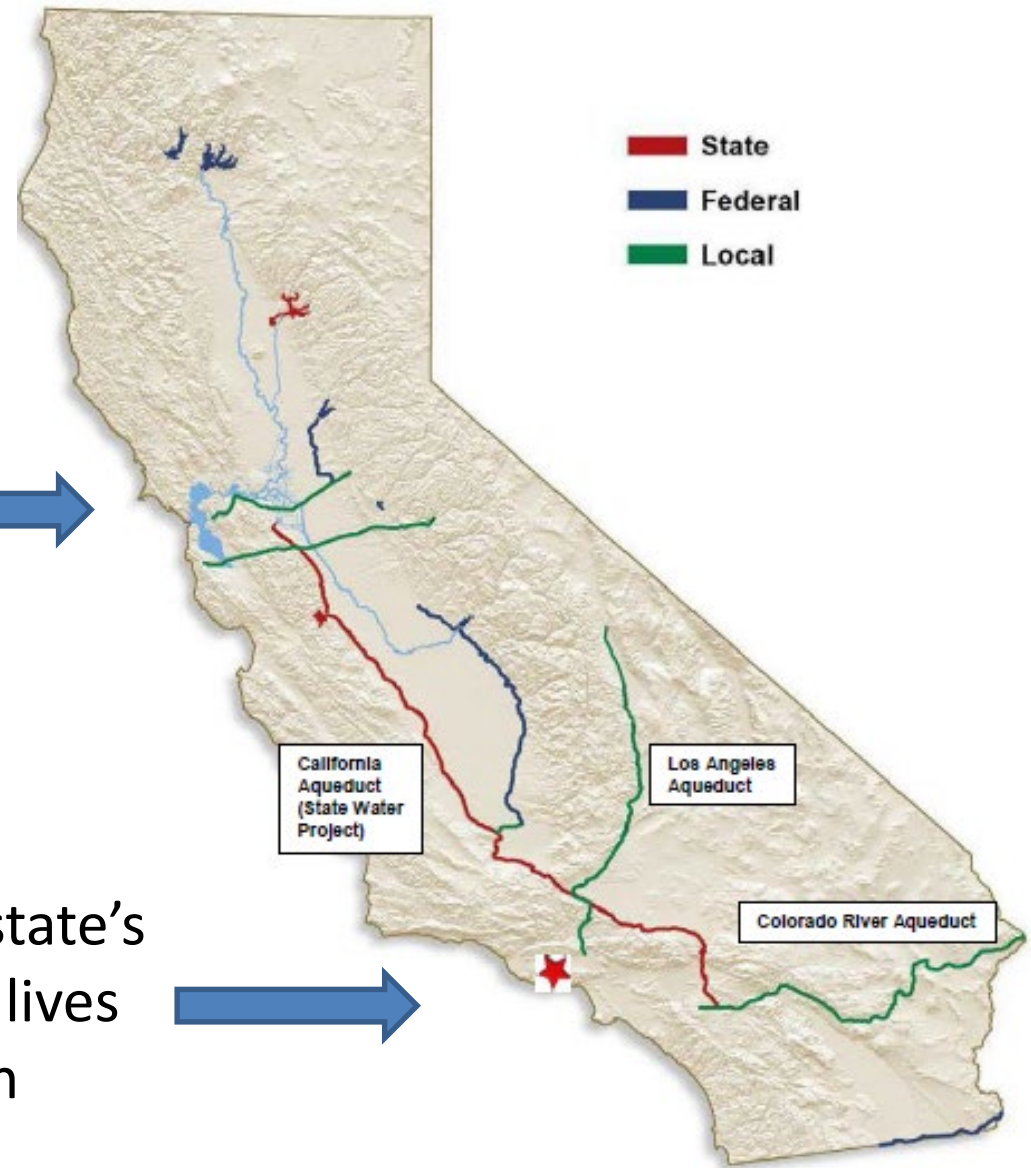 State
Federal
Local
California
Aqueduct
(State Water
Project)
Los Angeles
Aqueduct
Colorado River Aqueduct
state’s
lives